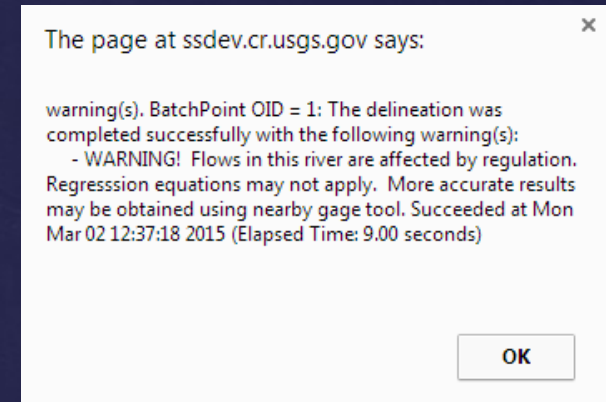 The page at ssdev.cr.usgs.gov says:
×
warning(s). BatchPoint OID = 1: The delineation was
completed successfully with the following warning(s):
- WARNING!  Flows in this river are affected by regulation.
Regresssion equations may not apply.  More accurate results
may be obtained using nearby gage tool. Succeeded at Mon
Mar 02 12:37:18 2015 (Elapsed Time: 9.00 seconds)
OK